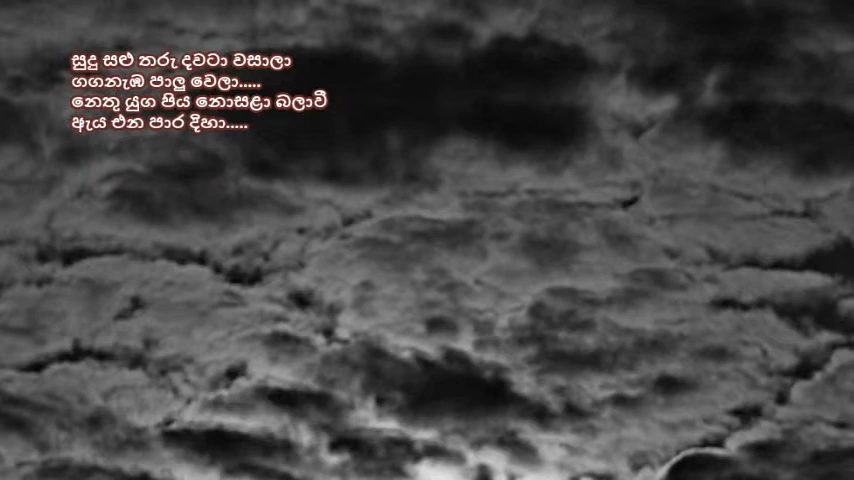 සුදු සළු තරු දවටා වසාලා
ගගනැඹ පාලු වෙලා.....
නෙතු යුග පිය නොසළා බලාවී
ඇය එන පාර දිහා.....